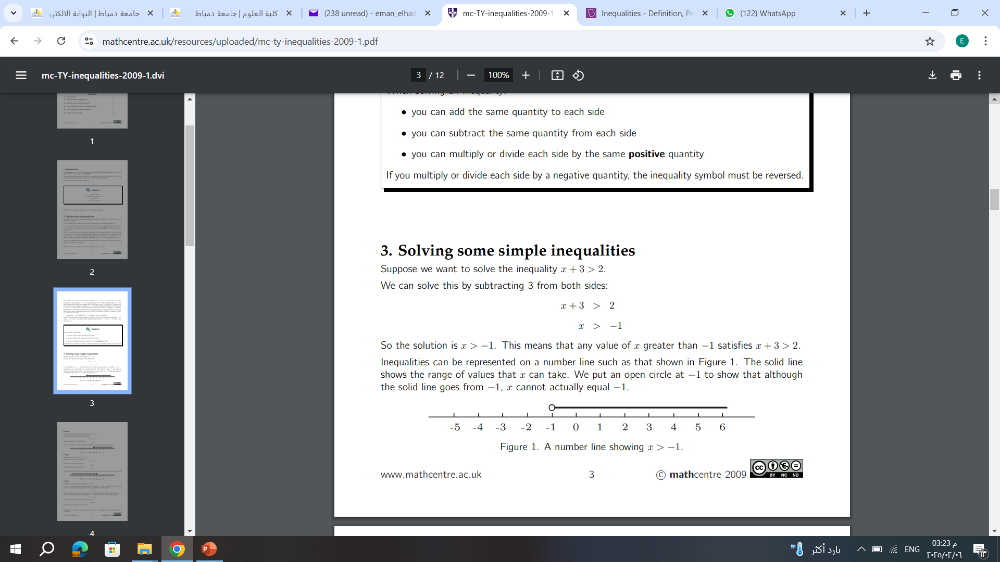 جامعة دمياط | البوابة الالكترو
كلية العلوم | جامعة دمياط
(238 unread) - eman_elhad
mc-TY-inequalities-2009-1.
Inequalities - Definition, Pr
(122) WhatsApp
mathcentre.ac.uk/resources/uploaded/mc-ty-inequalities-2009-1.pdf
E
mc-TY-inequalities-2009-1.dvi
3 / 12
100%
1
2
3
4
When solving an inequality:
• you can add the same quantity to each side
• you can subtract the same quantity from each side
• you can multiply or divide each side by the same positive quantity
If you multiply or divide each side by a negative quantity, the inequality symbol must be reversed.
3. Solving some simple inequalities
Suppose we want to solve the inequality x + 3 > 2.
We can solve this by subtracting 3 from both sides:
x + 3 > 2
x > −1
So the solution is x > −1. This means that any value of x greater than −1 satisfies x + 3 > 2.
Inequalities can be represented on a number line such as that shown in Figure 1. The solid line
shows the range of values that x can take. We put an open circle at −1 to show that although
the solid line goes from −1, x cannot actually equal −1.
-5 -4 -3 -2 -1 0 1 2 3 4 5 6
Figure 1. A number line showing x > −1.
www.mathcentre.ac.uk
3
© mathcentre 2009
cc BY NC ND
بارد أكثر
ENG
03:23 م
٢٠٢٥/٠٢/٠٦
١٣